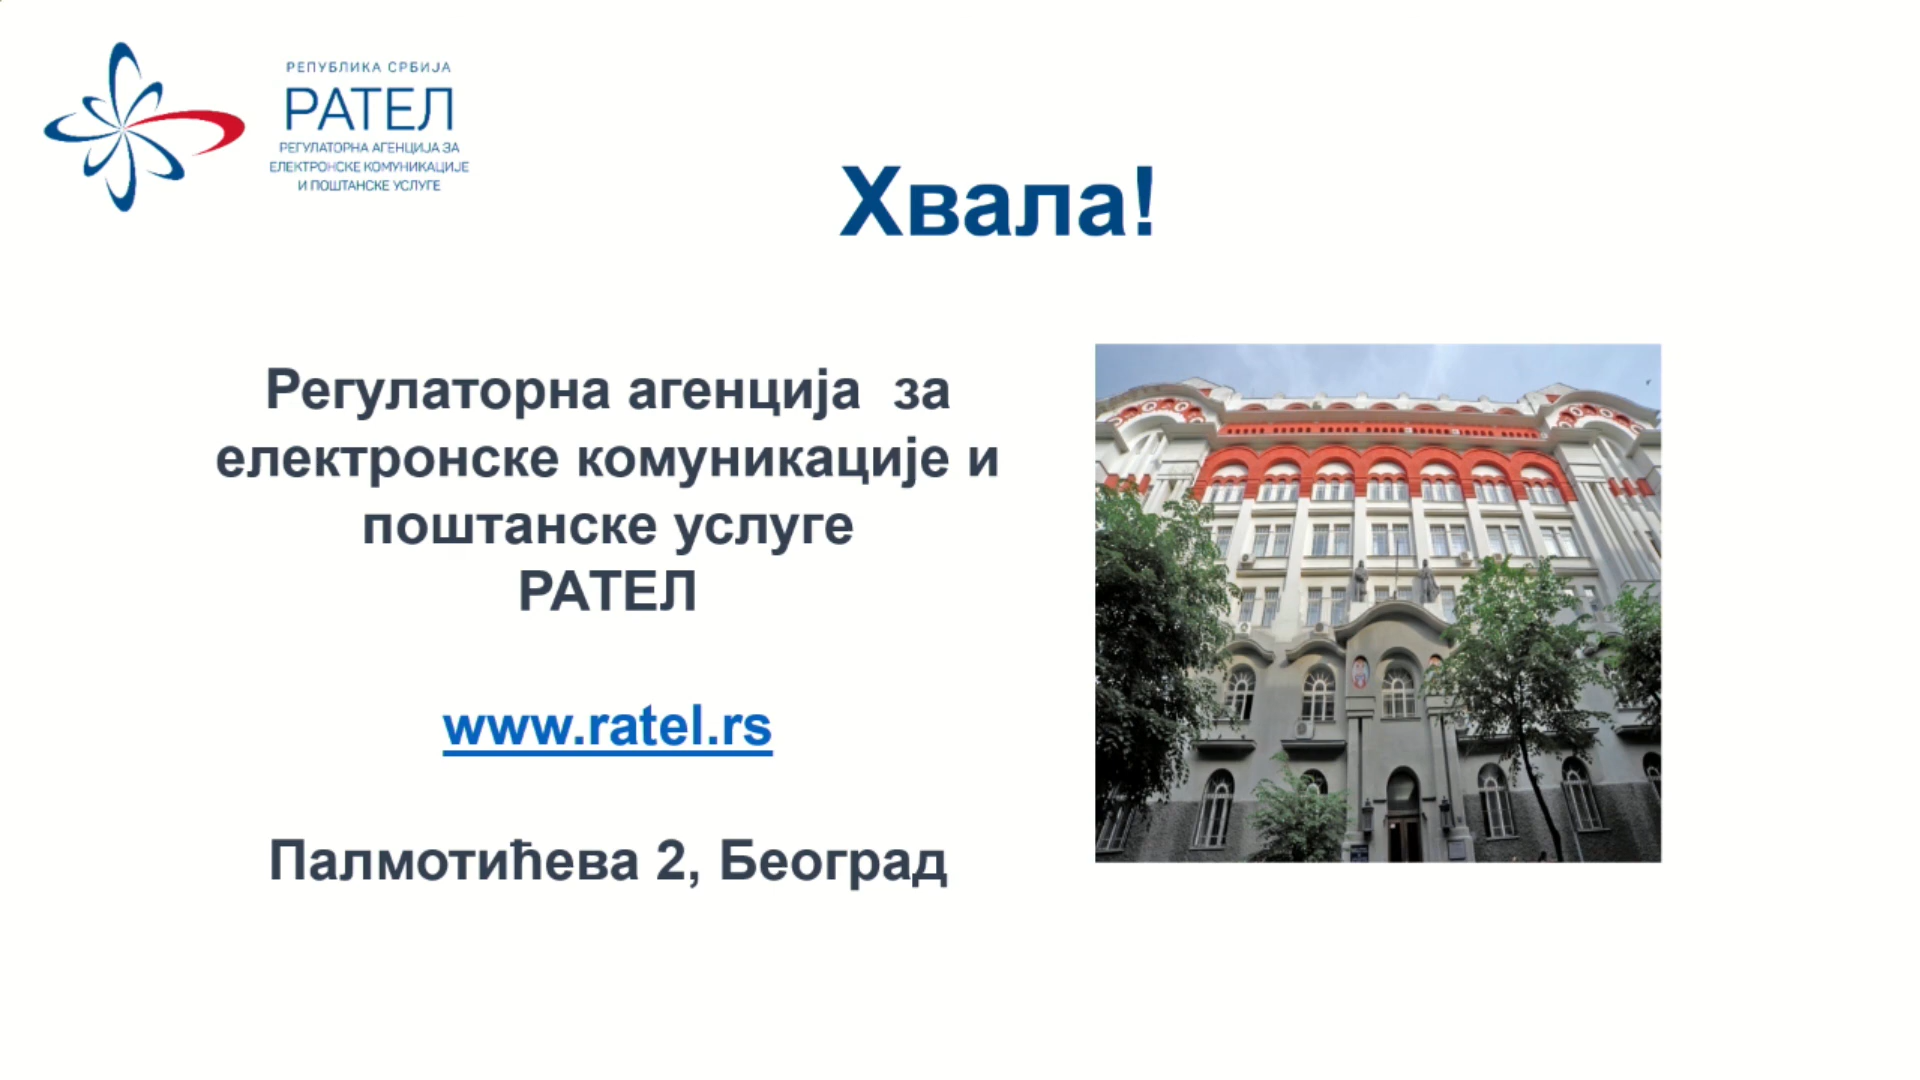 РЕПУБЛИКА СРБИЈА
РАТЕЛ
РЕГУЛАТОРНА АГЕНЦИЈА ЗА
ЕЛЕКТРОНСКЕ КОМУНИКАЦИЈЕ
И ПОШТАНСКЕ УСЛУГЕ
Хвала!
Регулаторна агенција за
електронске комуникације и
поштанске услуге
РАТЕЛ
www.ratel.rs
Палмотићева 2, Београд